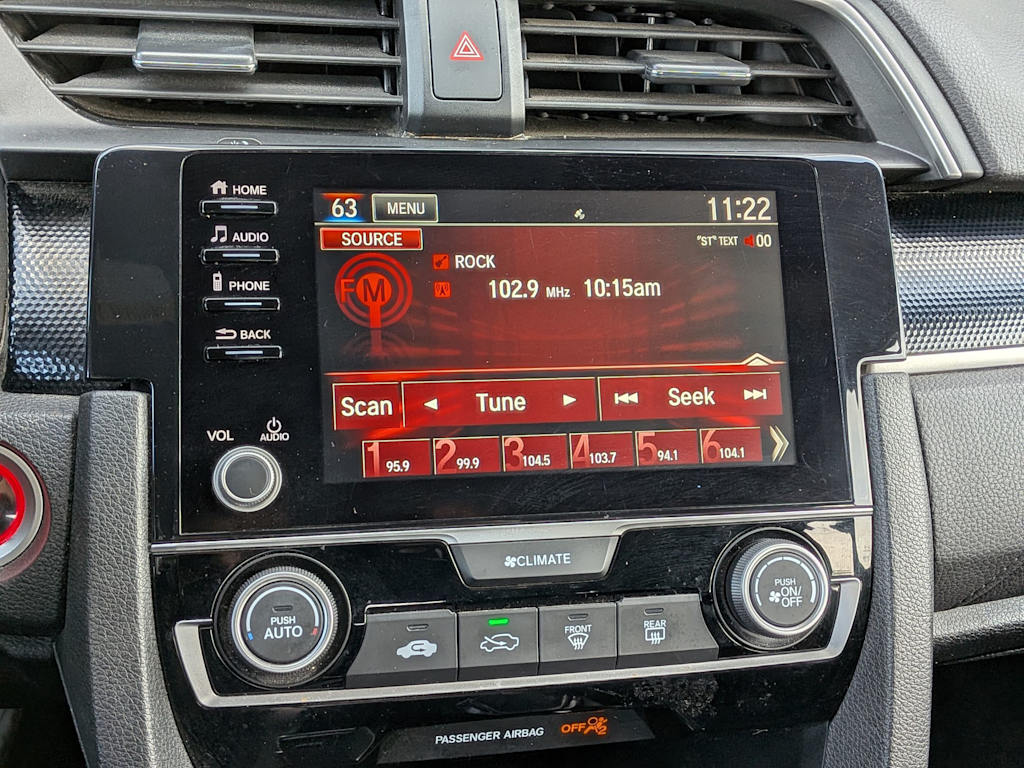 HOME
63 MENU 11:22
AUDIO
SOURCE "ST" TEXT 00
ROCK
FM
PHONE
102.9 MHz 10:15am
BACK
Scan Tune Seek
VOL AUDIO
1 95.9 2 99.9 3 104.5 4 103.7 5 94.1 6 104.1
CLIMATE
PUSH
AUTO
FRONT
REAR
PUSH
ON/
OFF
PASSENGER AIRBAG OFF 2